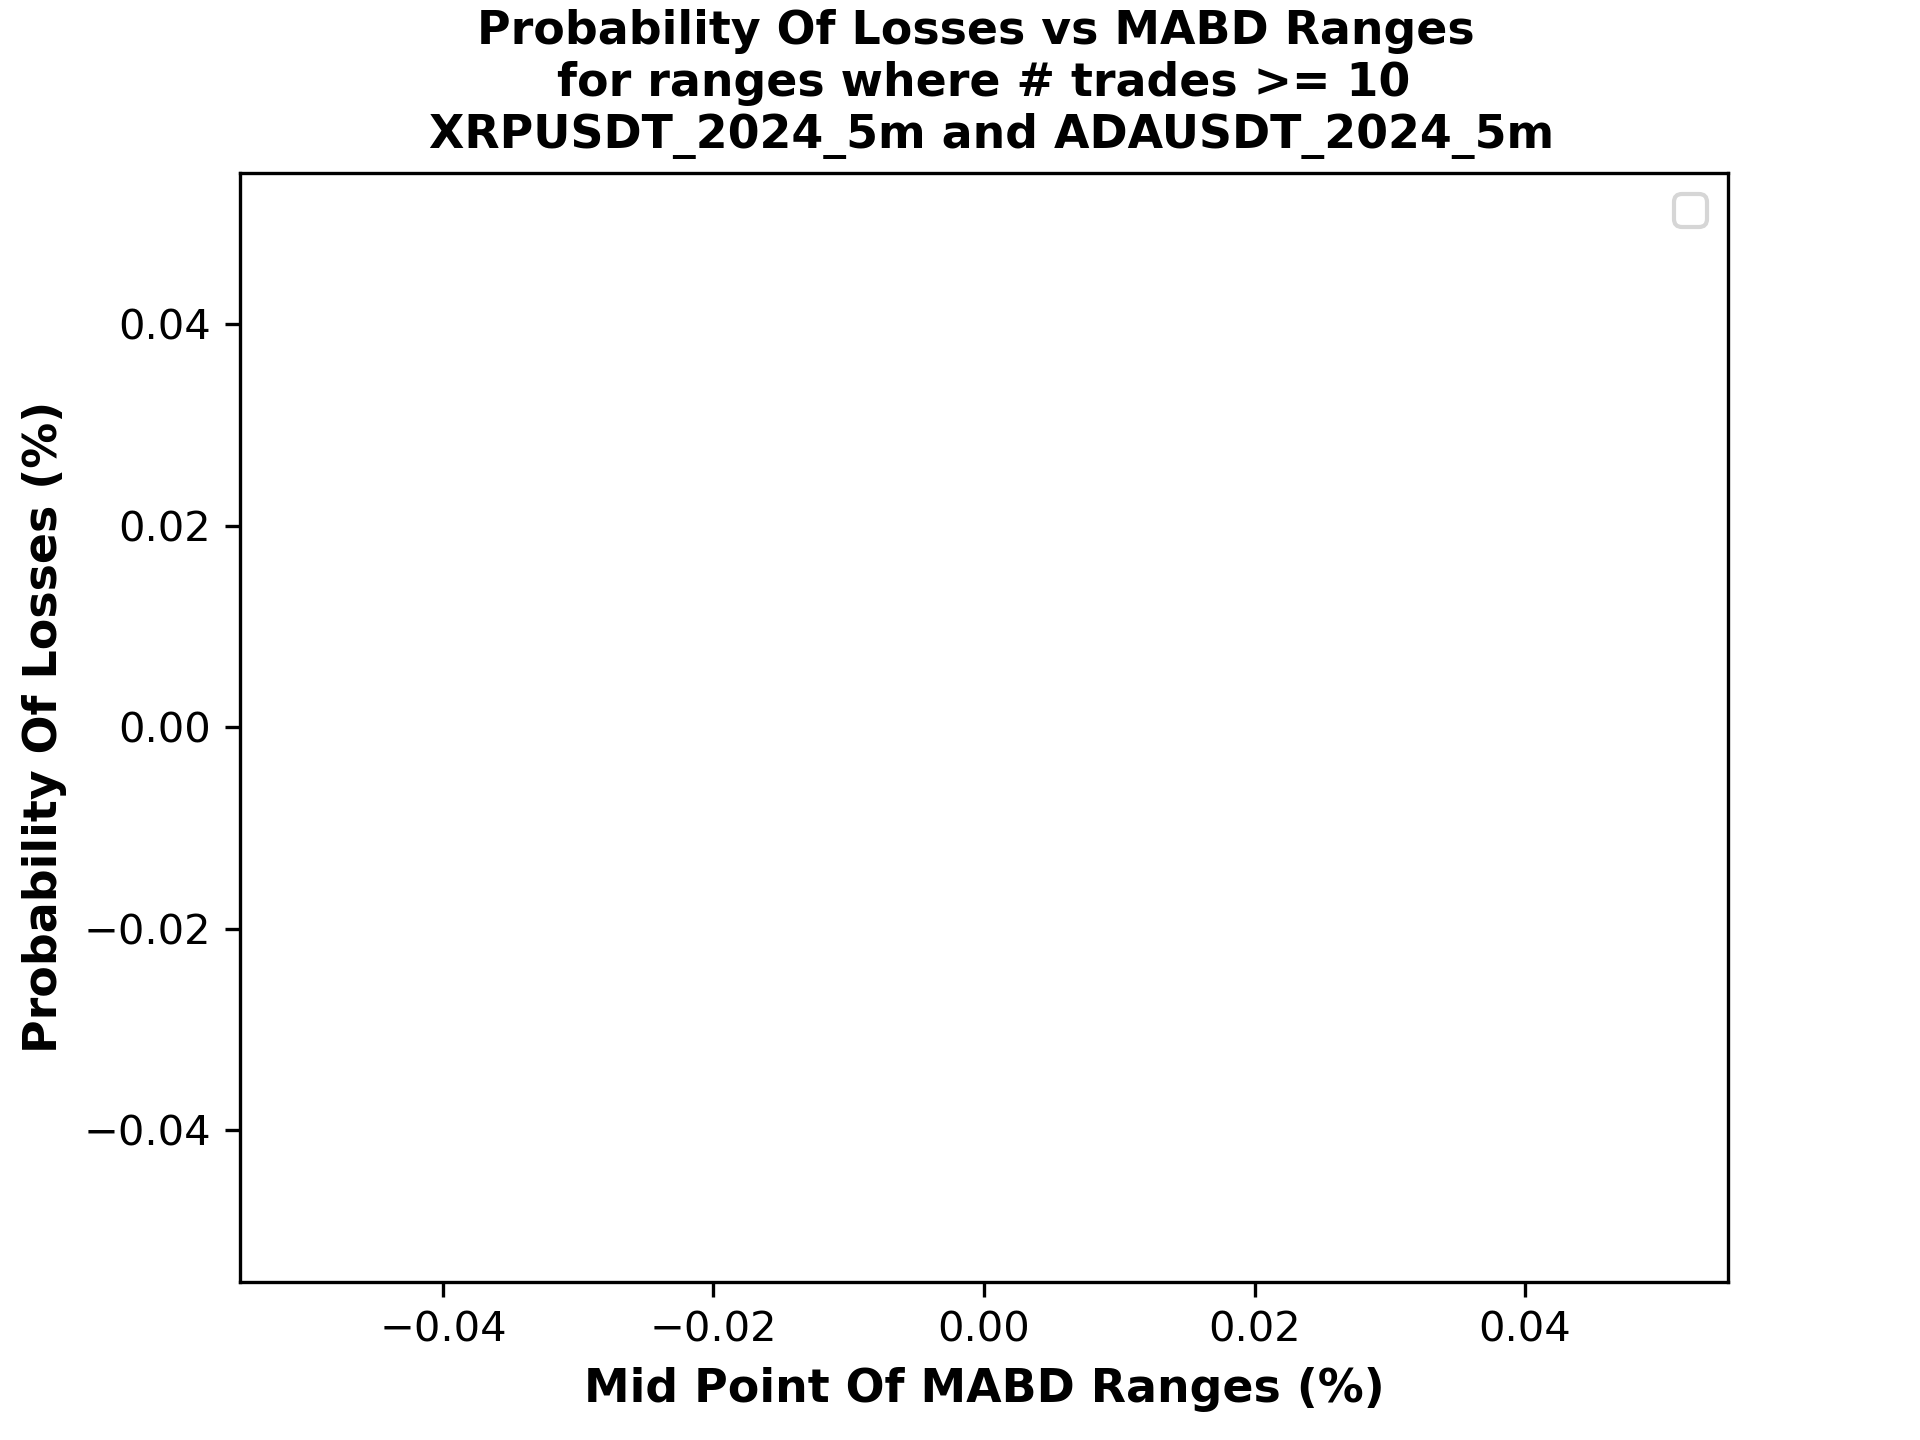 Probability Of Losses vs MABD Ranges
for ranges where # trades >= 10
XRPUSDT_2024_5m and ADAUSDT_2024_5m
0.04
0.02
0.00
−0.02
−0.04
Probability Of Losses (%)
−0.04 −0.02 0.00 0.02 0.04
Mid Point Of MABD Ranges (%)